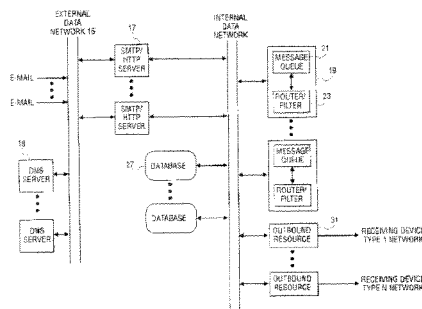 EXTERNAL
DATA
NETWORK 15
17
SMTP/
HTTP
SERVER
INTERNAL
DATA
NETWORK
21
MESSAGE
QUEUE
19
ROUTER/
FILTER
23
E-MAIL
E-MAIL
SMTP/
HTTP
SERVER
DNS
SERVER
27
DATABASE
MESSAGE
QUEUE
ROUTER/
FILTER
DNS
SERVER
DATABASE
31
OUTBOUND
RESOURCE
RECEIVING DEVICE
TYPE 1 NETWORK
OUTBOUND
RESOURCE
RECEIVING DEVICE
TYPE N NETWORK